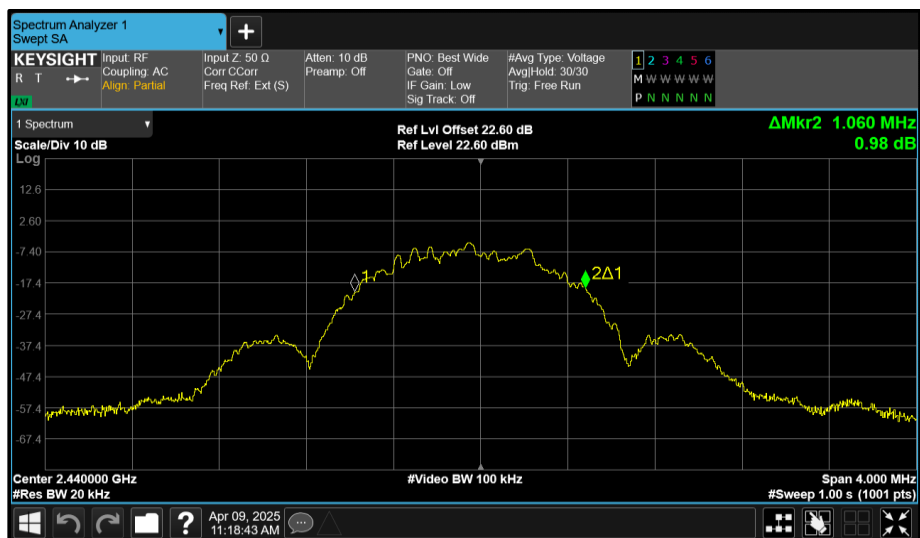 Spectrum Analyzer 1
Swept SA
KEYSIGHT
R T
LXI
Input: RF
Coupling: AC
Align: Partial
Input Z: 50 Ω
Corr CCorr
Freq Ref: Ext (S)
Atten: 10 dB
Preamp: Off
PNO: Best Wide
Gate: Off
IF Gain: Low
Sig Track: Off
#Avg Type: Voltage
Avg|Hold: 30/30
Trig: Free Run
1 2 3 4 5 6
M W W W W W
P N N N N N
1 Spectrum
Scale/Div 10 dB
Log
Ref Lvl Offset 22.60 dB
Ref Level 22.60 dBm
ΔMkr2 1.060 MHz
0.98 dB
12.6
2.60
-7.40
-17.4
-27.4
-37.4
-47.4
-57.4
-67.4
1
2Δ1
Center 2.440000 GHz
#Res BW 20 kHz
#Video BW 100 kHz
Span 4.000 MHz
#Sweep 1.00 s (1001 pts)
?
Apr 09, 2025
11:18:43 AM